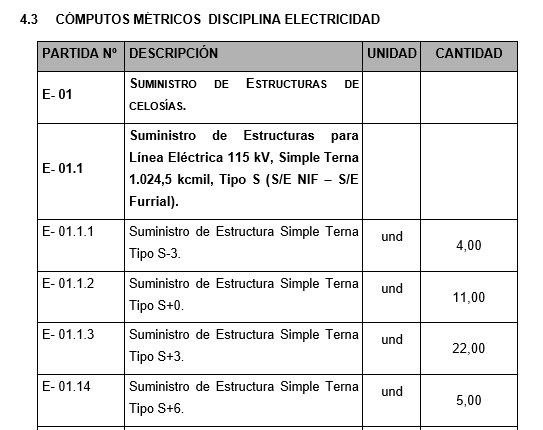 4.3 CÓMPUTOS MÉTRICOS DISCIPLINA ELECTRICIDAD
PARTIDA Nº DESCRIPCIÓN UNIDAD CANTIDAD
E- 01 SUMINISTRO DE ESTRUCTURAS DE
CELOSÍAS.
E- 01.1 Suministro de Estructuras para
Línea Eléctrica 115 kV, Simple Terna
1.024,5 kcmil, Tipo S (S/E NIF – S/E
Furrial).
E- 01.1.1 Suministro de Estructura Simple Terna
Tipo S-3. und 4,00
E- 01.1.2 Suministro de Estructura Simple Terna
Tipo S+0. und 11,00
E- 01.1.3 Suministro de Estructura Simple Terna
Tipo S+3. und 22,00
E- 01.14 Suministro de Estructura Simple Terna
Tipo S+6. und 5,00